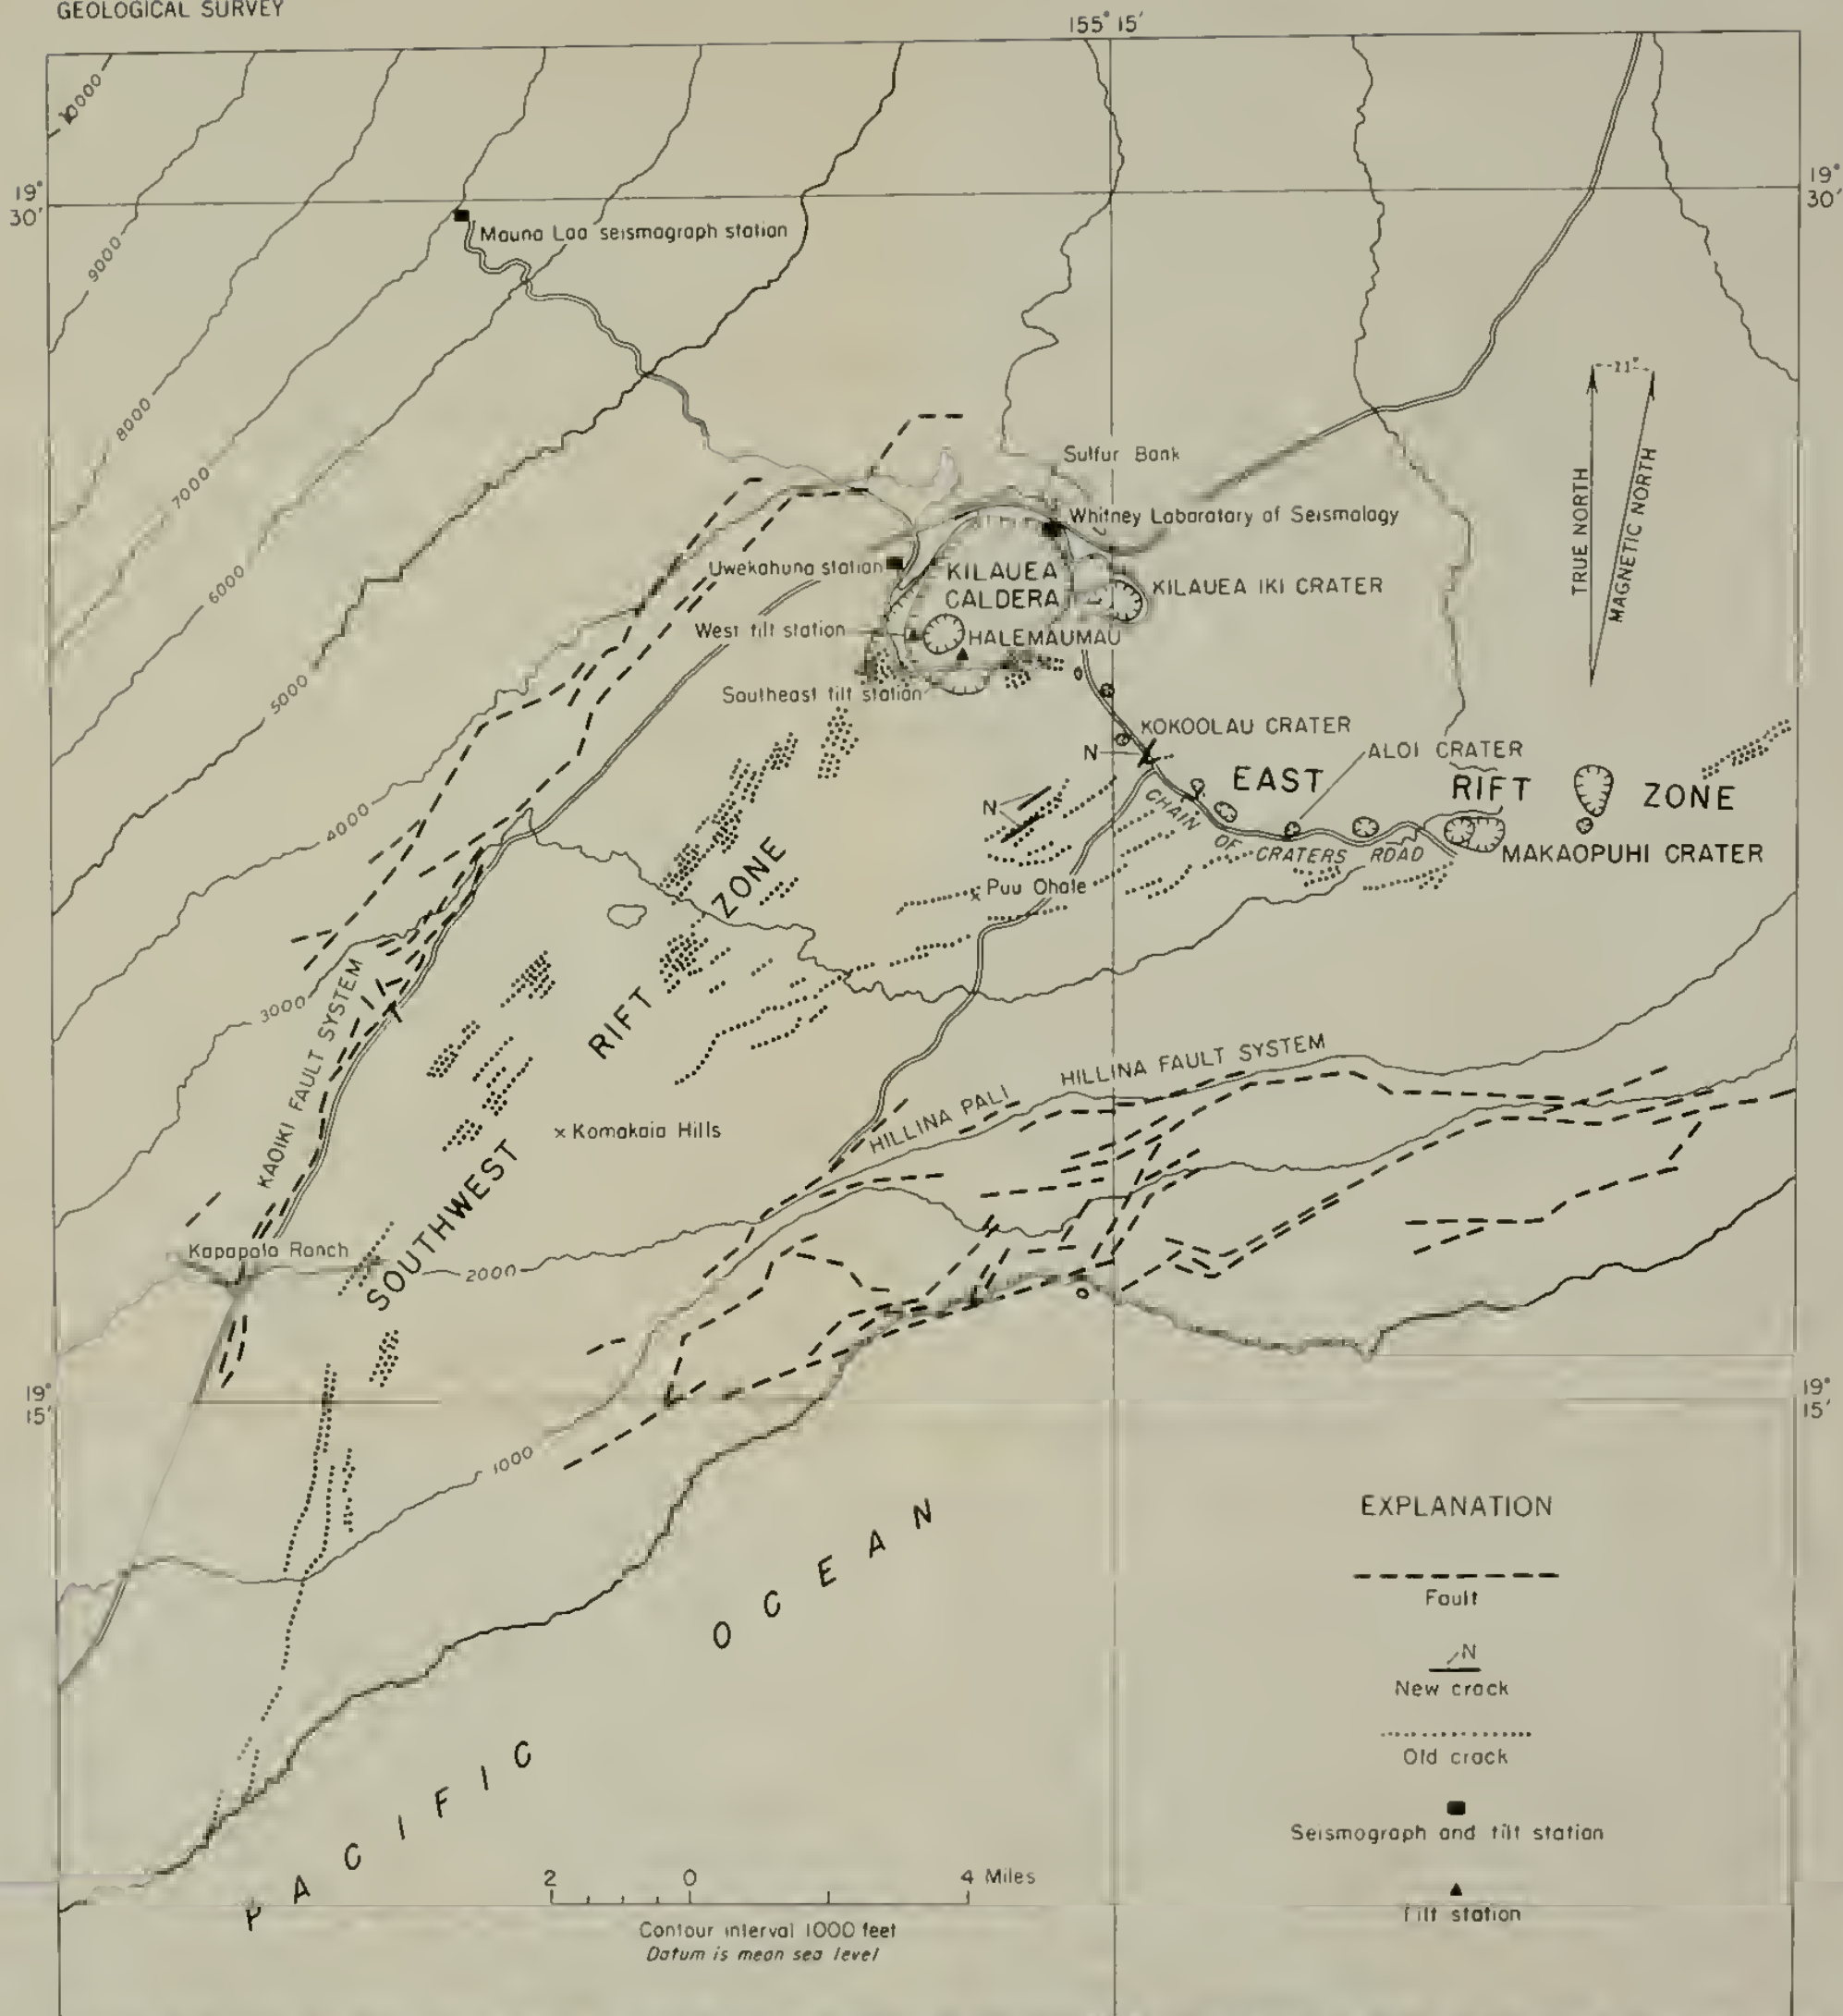 GEOLOGICAL SURVEY
155° 15'
10000
19°
30'
19°
30'
Mauna Loa seismograph station
9000
8000
7000
6000
5000
4000
3000
-11°
TRUE NORTH
MAGNETIC NORTH
Sulfur Bank
Whitney Laboratory of Seismology
Uwekahuna station
KILAUEA
CALDERA
KILAUEA IKI CRATER
West tilt station
HALEMAUMAU
Southeast tilt station
KOKOOLAU CRATER
N
ALOI CRATER
EAST
RIFT
ZONE
N
CHAIN
OF
CRATERS
ROAD
MAKAOPUHI CRATER
Puu Ohale
ZONE
RIFT
SOUTHWEST
KAOIKI FAULT SYSTEM
HILLINA FAULT SYSTEM
HILLINA PALI
x Kamakaia Hills
Kapapala Ranch
2000
19°
15'
19°
15'
1000
PACIFIC
OCEAN
EXPLANATION
Fault
N
New crack
Old crack
Seismograph and tilt station
Tilt station
2 0 4 Miles
Contour interval 1000 feet
Datum is mean sea level